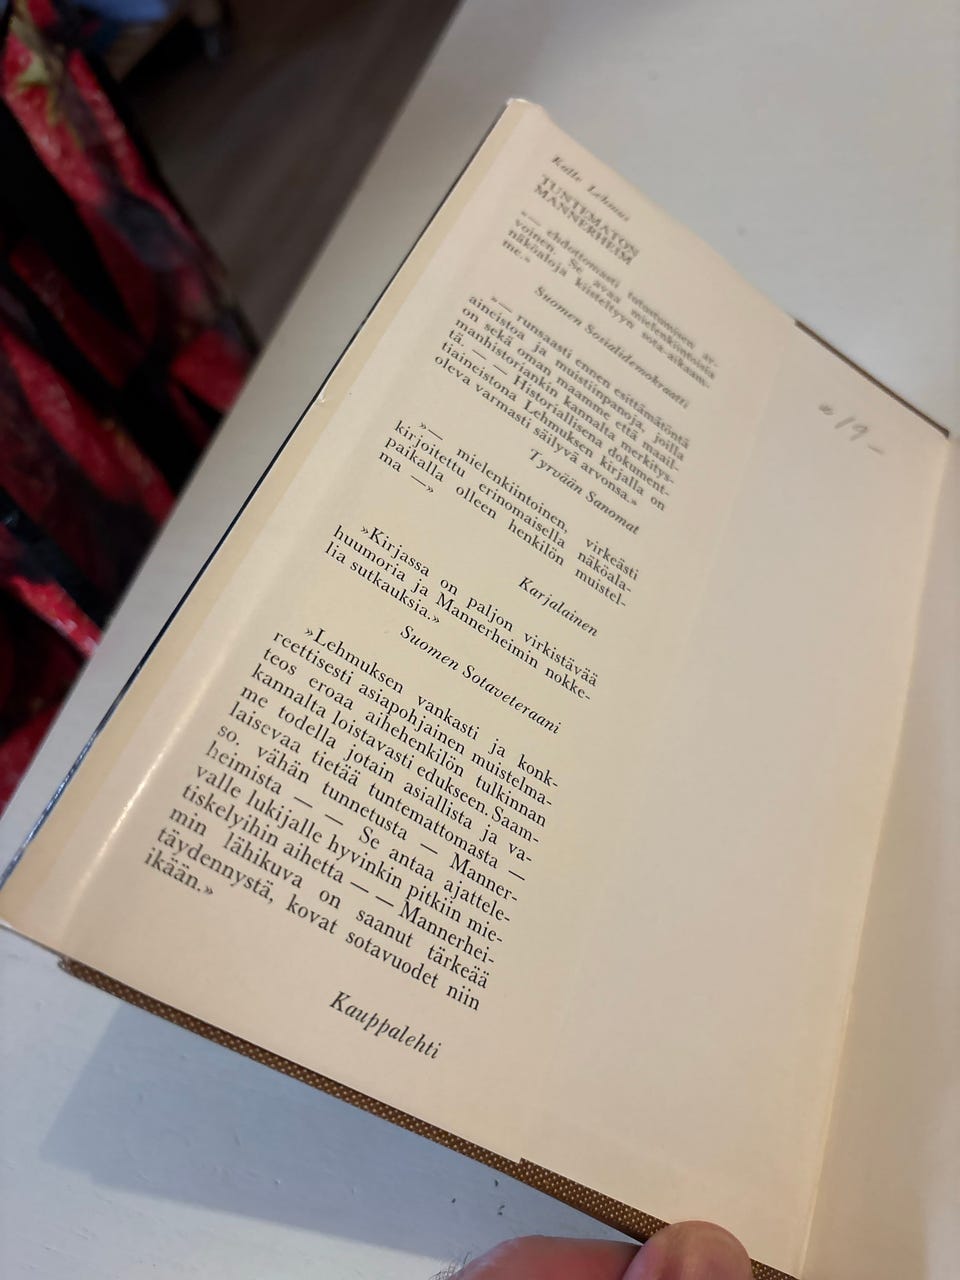 Kalle Lehmus
TUNTEMATON
MANNERHEIM
»— ehdottomasti tutustumisen ar-
voinen. Se avaa mielenkiintoisia
näköaloja kiisteltyyn sota-aikaam-
me.»
Suomen Sosialidemokraatti
»— runsaasti ennen esittämätöntä
aineistoa ja muistiinpanoja, joilla
on sekä oman maamme että maail-
manhistoriankin kannalta merkitys-
tä. — — Historiallisena dokument-
tiaineistona Lehmuksen kirjalla on
oleva varmasti säilyvä arvonsa.»
Tyrvään Sanomat
»— mielenkiintoinen, virkeästi
kirjoitettu erinomaisella näköala-
paikalla olleen henkilön muistel-
ma —»
Karjalainen
»Kirjassa on paljon virkistävää
huumoria ja Mannerheimin nokke-
lia sutkauksia.»
Suomen Sotaveteraani
»Lehmuksen vankasti ja konk-
reettisesti asiapohjainen muistelma-
teos eroaa aihehenkilön tulkinnan
kannalta loistavasti edukseen. Saam-
me todella jotain asiallista ja va-
laisevaa tietää tuntemattomasta —
so. vähän tunnetusta — Manner-
heimista — — Se antaa ajattele-
valle lukijalle hyvinkin pitkiin mie-
tiskelyihin aihetta — — Mannerhei-
min lähikuva on saanut tärkeää
täydennystä, kovat sotavuodet niin
ikään.»
Kauppalehti